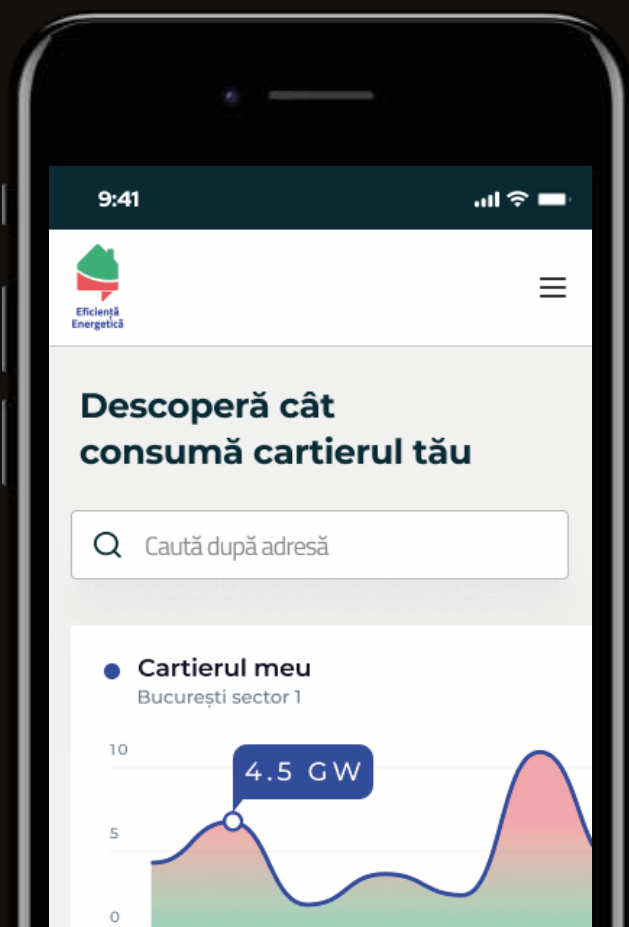 9:41
Eficiență
Energetică
Descoperă cât
consumă cartierul tău
Caută după adresă
Cartierul meu
București sector 1
10
4.5 GW
5
0